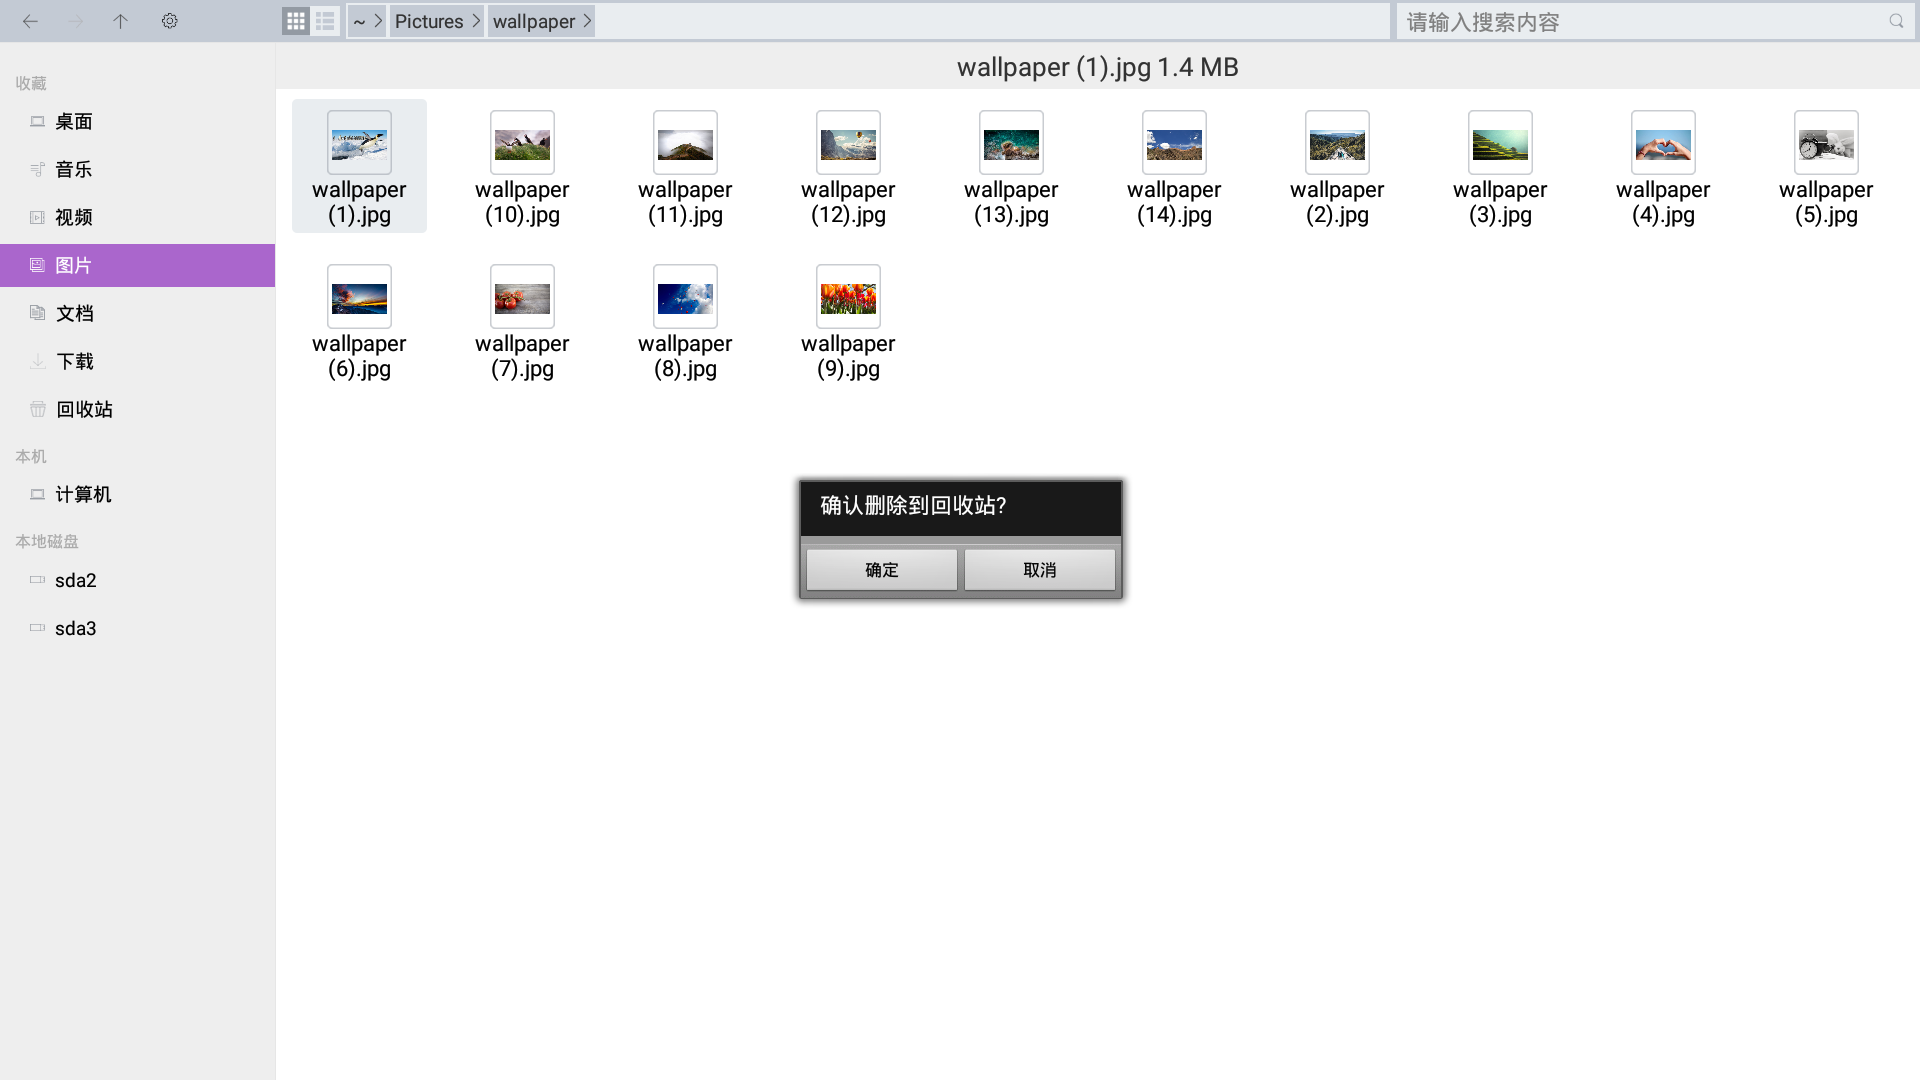 ~
Pictures
wallpaper
请输入搜索内容
wallpaper (1).jpg 1.4 MB
收藏
桌面
音乐
视频
图片
文档
下载
回收站
本机
计算机
本地磁盘
sda2
sda3
wallpaper
(1).jpg
wallpaper
(10).jpg
wallpaper
(11).jpg
wallpaper
(12).jpg
wallpaper
(13).jpg
wallpaper
(14).jpg
wallpaper
(2).jpg
wallpaper
(3).jpg
wallpaper
(4).jpg
wallpaper
(5).jpg
wallpaper
(6).jpg
wallpaper
(7).jpg
wallpaper
(8).jpg
wallpaper
(9).jpg
确认删除到回收站?
确定
取消